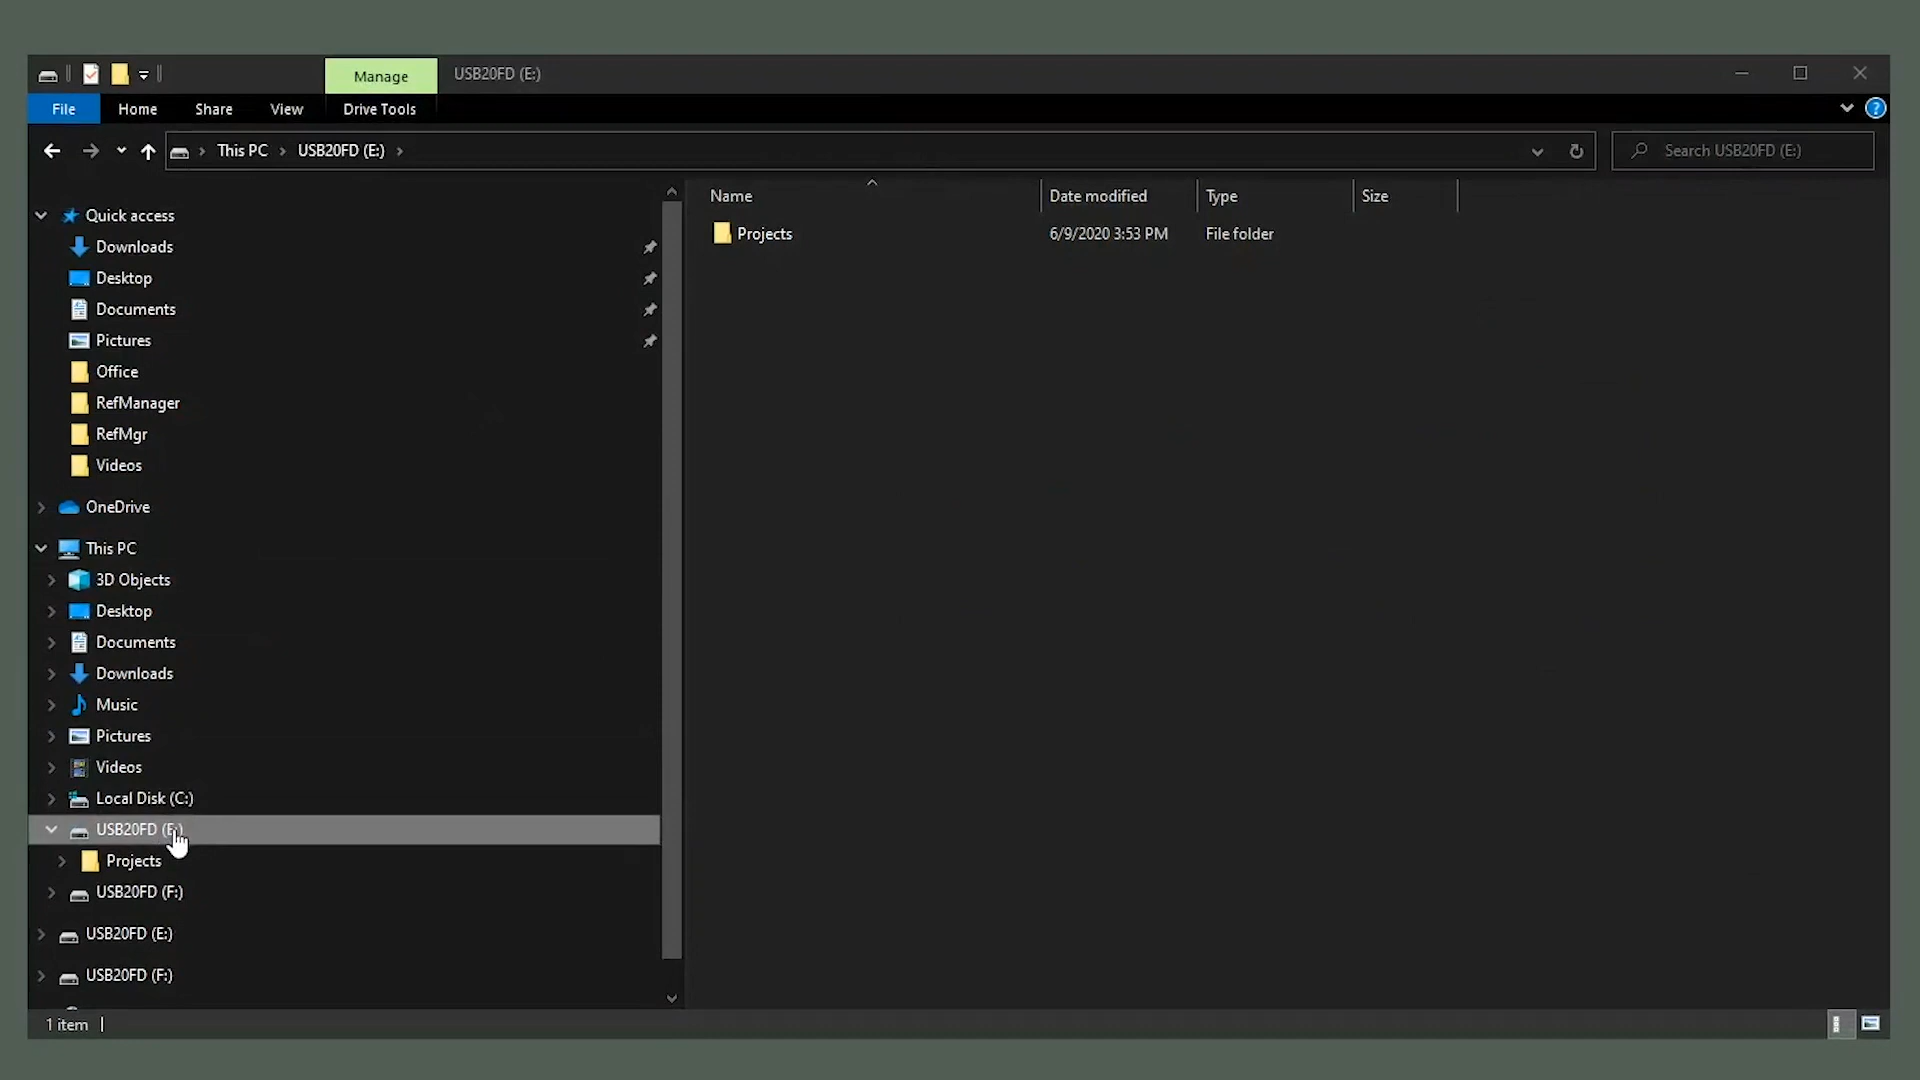 Manage
USB20FD (E:)
File
Home
Share
View
Drive Tools
?
This PC
USB20FD (E:)
Search USB20FD (E:)
Name
Date modified
Type
Size
Projects
6/9/2020 3:53 PM
File folder
Quick access
Downloads
Desktop
Documents
Pictures
Office
RefManager
RefMgr
Videos
OneDrive
This PC
3D Objects
Desktop
Documents
Downloads
Music
Pictures
Videos
Local Disk (C:)
USB20FD (E:)
Projects
USB20FD (F:)
USB20FD (E:)
USB20FD (F:)
1 item